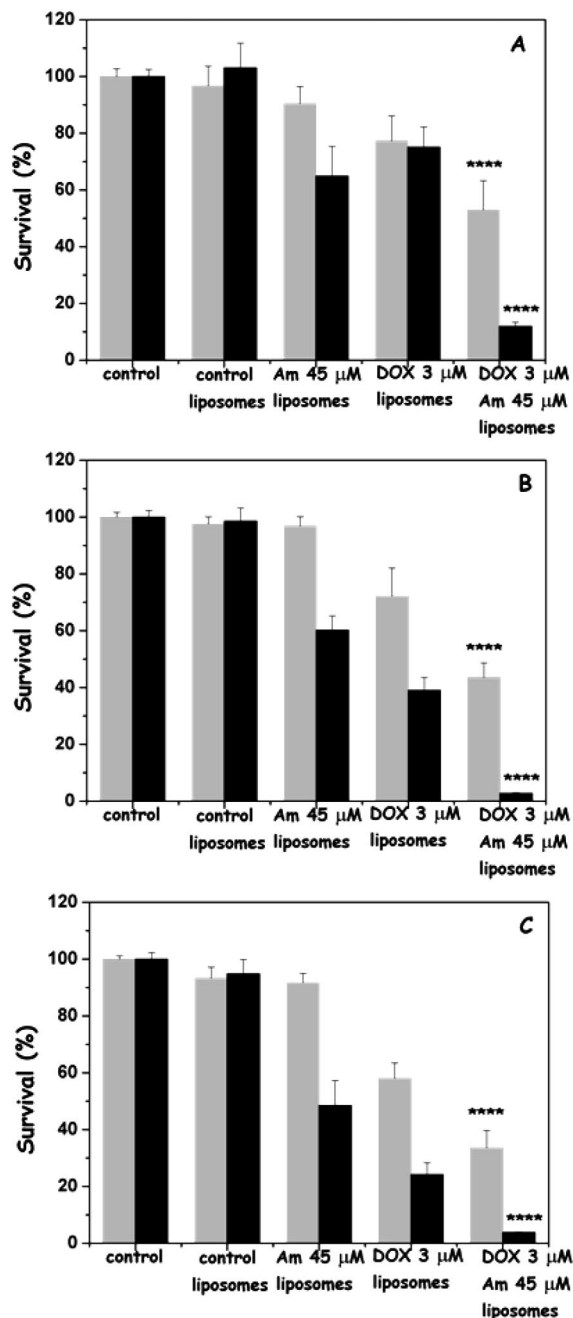 120
A
100
80
Survival (%)
60
****
40
20
****
0
control control Am 45 μM DOX 3 μM DOX 3 μM
liposomes liposomes liposomes Am 45 μM
liposomes
120
B
100
80
Survival (%)
60
****
40
20
****
0
control control Am 45 μM DOX 3 μM DOX 3 μM
liposomes liposomes liposomes Am 45 μM
liposomes
120
C
100
80
Survival (%)
60
****
40
20
****
0
control control Am 45 μM DOX 3 μM DOX 3 μM
liposomes liposomes liposomes Am 45 μM
liposomes